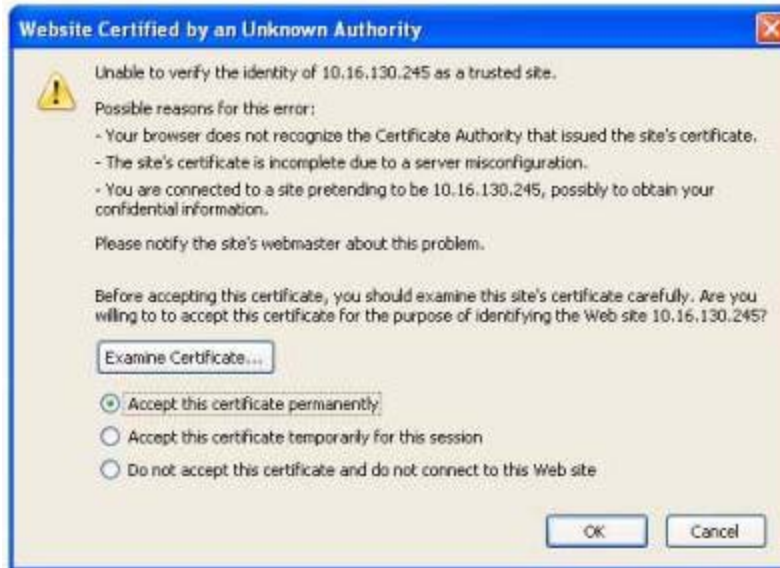 Website Certified by an Unknown Authority
Unable to verify the identity of 10.16.130.245 as a trusted site.
Possible reasons for this error:
- Your browser does not recognize the Certificate Authority that issued the site's certificate.
- The site's certificate is incomplete due to a server misconfiguration.
- You are connected to a site pretending to be 10.16.130.245, possibly to obtain your
confidential information.
Please notify the site's webmaster about this problem.
Before accepting this certificate, you should examine this site's certificate carefully. Are you
willing to to accept this certificate for the purpose of identifying the Web site 10.16.130.245?
Examine Certificate...
Accept this certificate permanently
Accept this certificate temporarily for this session
Do not accept this certificate and do not connect to this Web site
OK Cancel